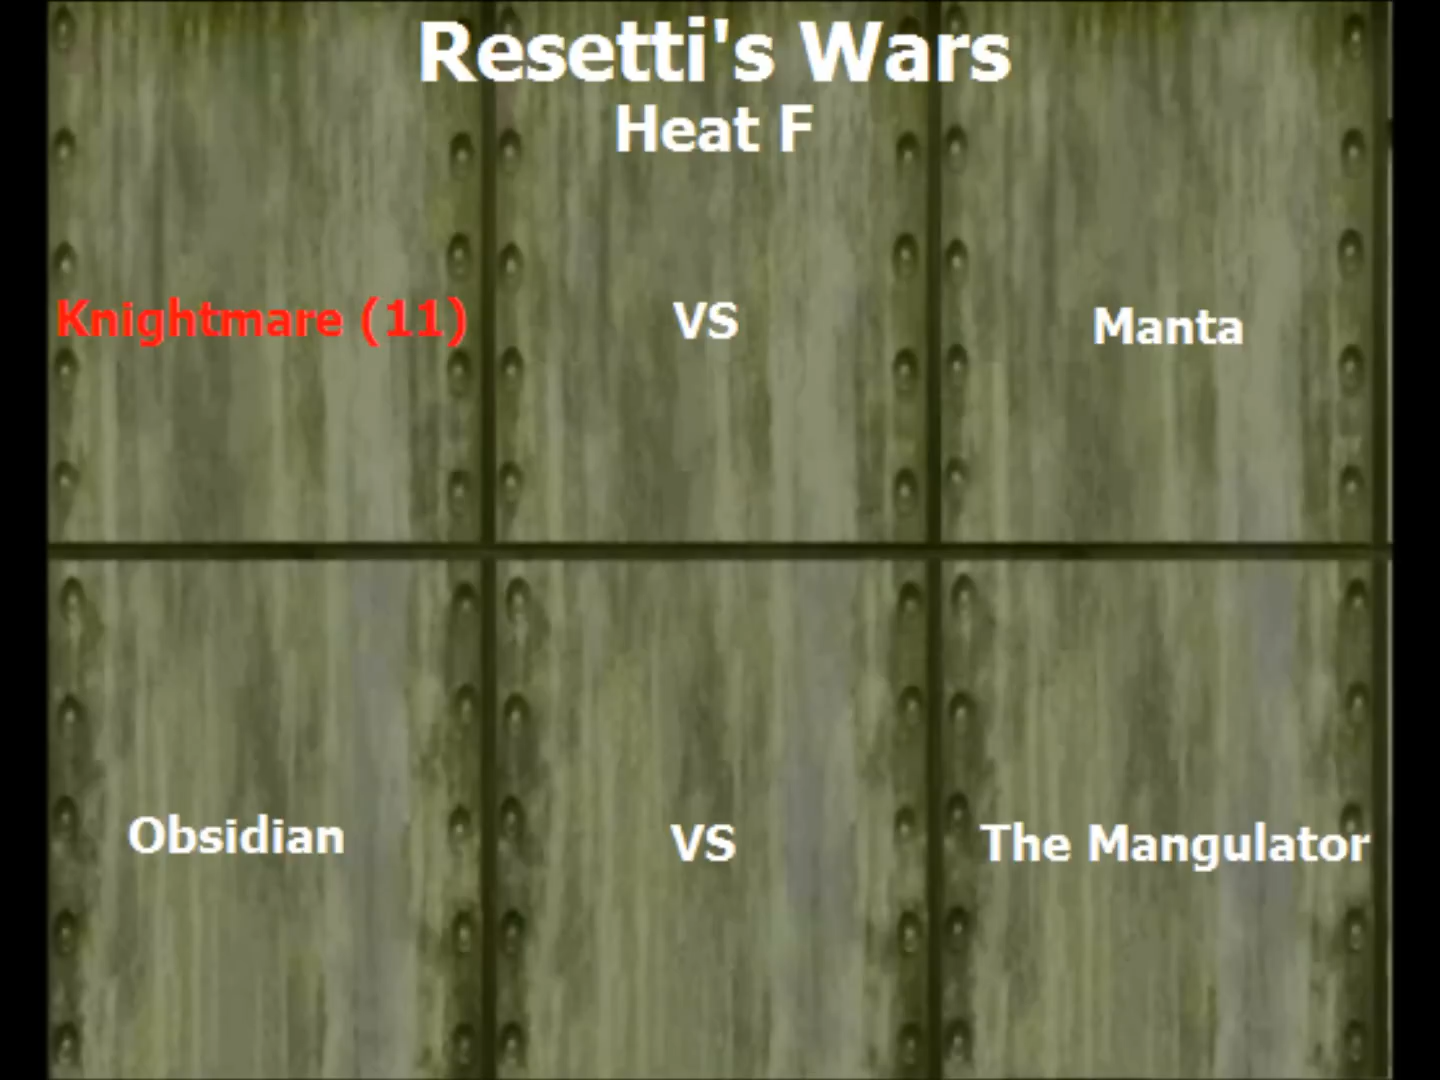 Resetti's Wars
Heat F
Knightmare (11) VS Manta
Obsidian VS The Mangulator